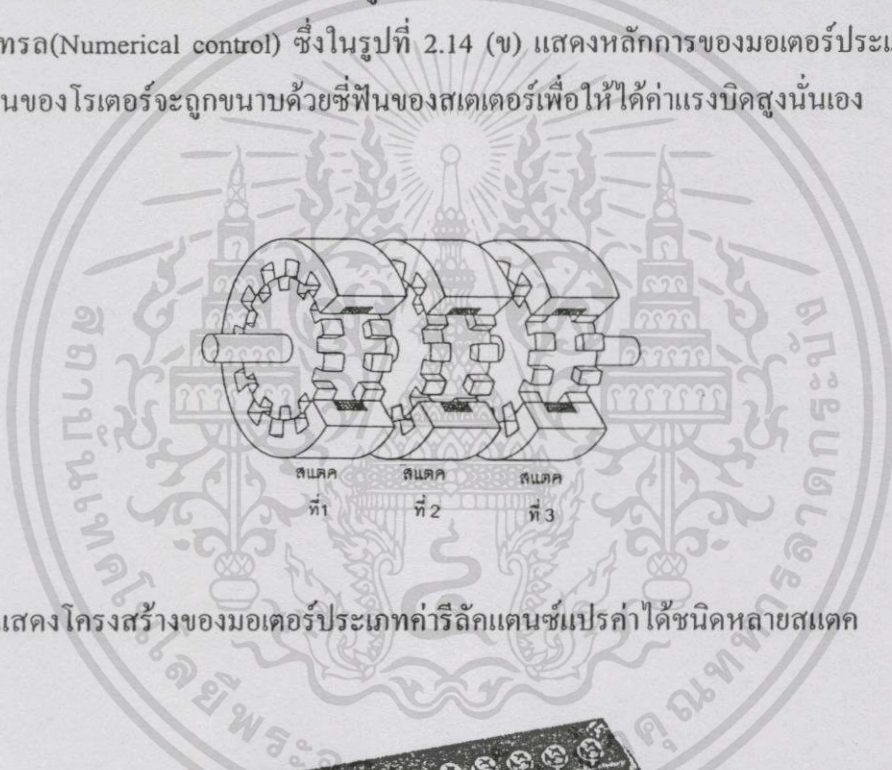 ทรล(Numerical control) ซึ่งในรูปที่ 2.14 (ข) แสดงหลักการของมอเตอร์ประเ
นของโรเตอร์จะถูกขนาบด้วยซี่ฟันของสเตเตอร์เพื่อให้ได้ค่าแรงบิดสูงนั่นเอง
สแตค สแตค สแตค
ที่1 ที่ 2 ที่ 3
แสดงโครงสร้างของมอเตอร์ประเภทค่ารีลัคแตนซ์แปรค่าได้ชนิดหลายสแตค